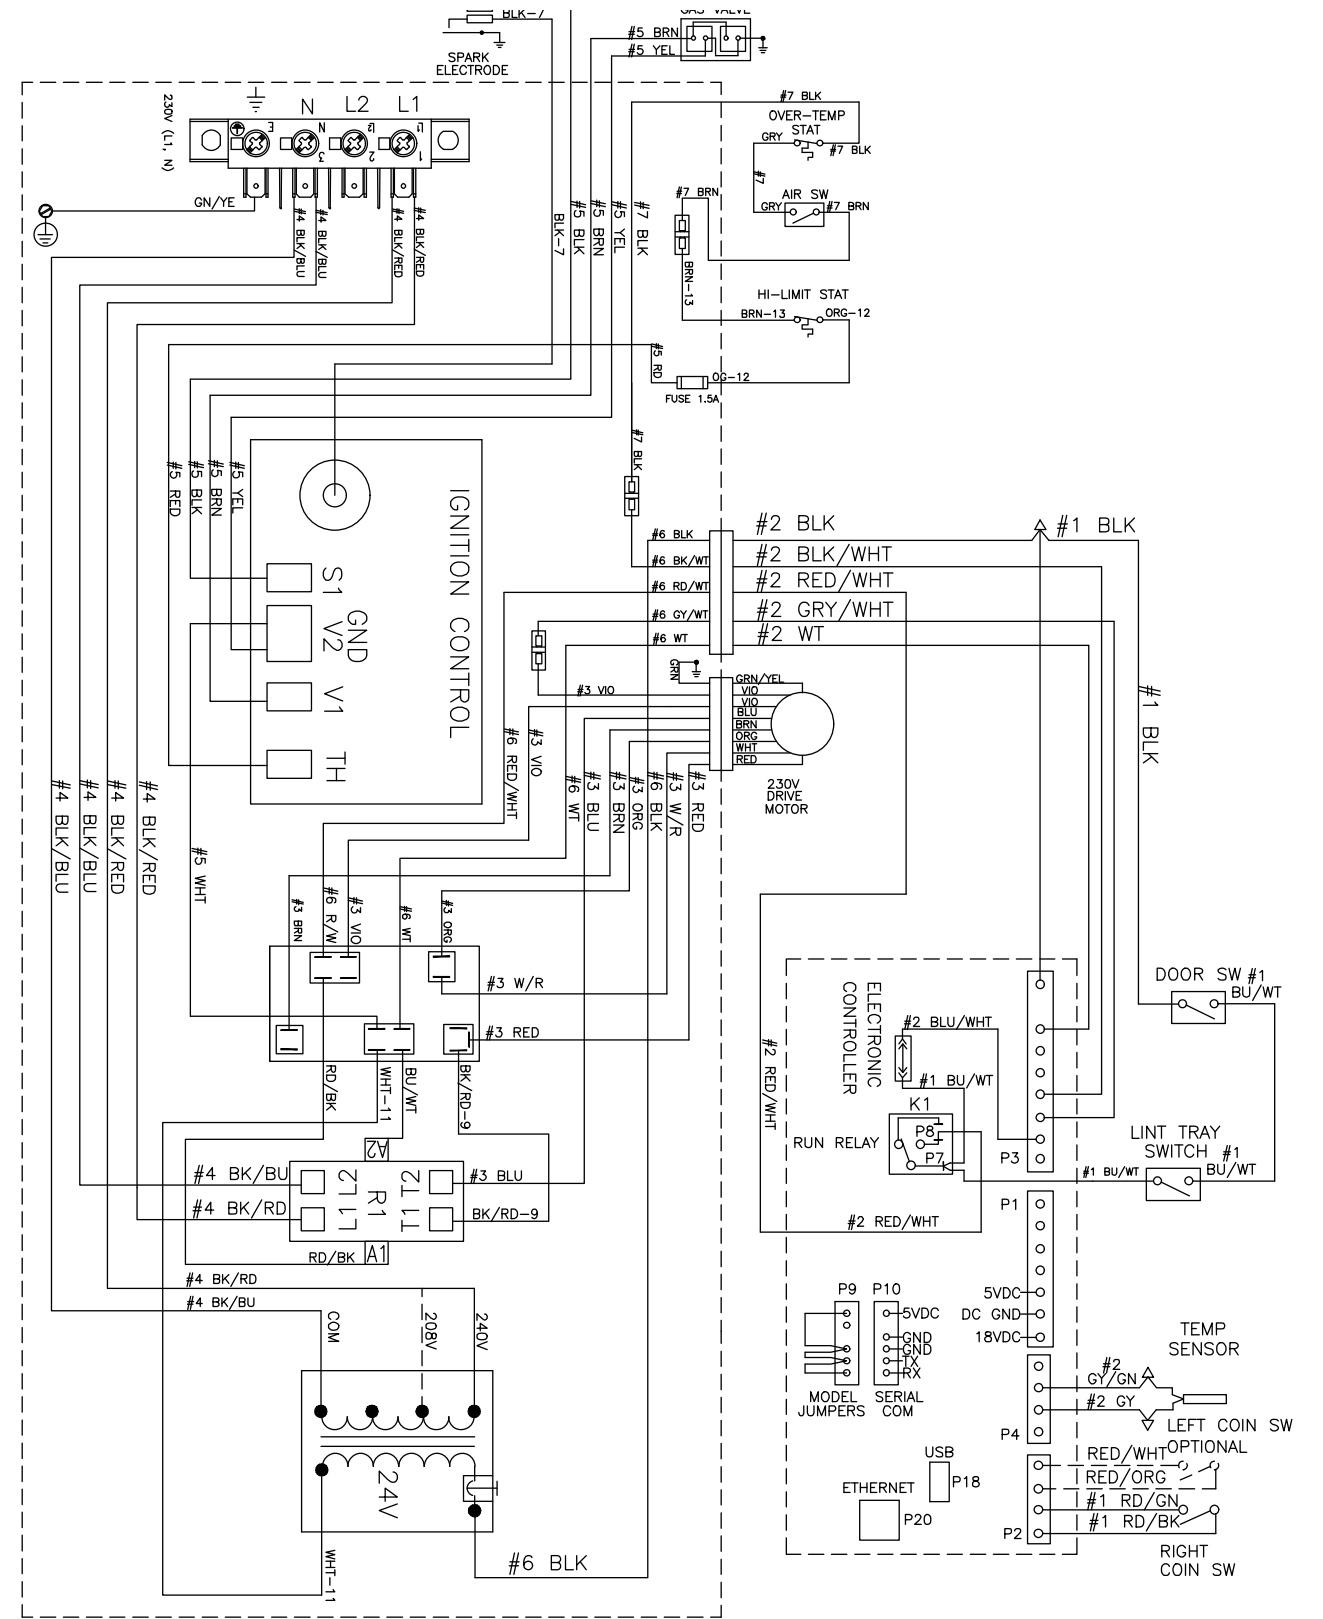 BLK-7
GAS VALVE
#5 BRN
#5 YEL
SPARK
ELECTRODE
230V (L1, N)
N
L2
L1
E
N
L2
L1
3
2
1
GN/YE
#4 BLK/BLU
#4 BLK/BLU
#4 BLK/RED
#4 BLK/RED
BLK-7
#5 BLK
#5 BRN
#5 YEL
#7 BLK
#7 BLK
OVER-TEMP
STAT
GRY
#7 BLK
#7
AIR SW
GRY
#7 BRN
#7 BRN
BRN-13
HI-LIMIT STAT
BRN-13
ORG-12
#5 RD
OG-12
FUSE 1.5A
#7 BLK
#5 RED
#5 BLK
#5 BRN
#5 YEL
IGNITION CONTROL
S1
GND
V2
V1
TH
#6 BLK
#6 BK/WT
#6 RD/WT
#6 GY/WT
#6 WT
#2 BLK
#2 BLK/WHT
#2 RED/WHT
#2 GRY/WHT
#2 WT
#1 BLK
#1 BLK
GRN
#3 VIO
GRN/YEL
VIO
VIO
BLU
BRN
ORG
WHT
RED
230V
DRIVE
MOTOR
#4 BLK/BLU
#4 BLK/BLU
#4 BLK/RED
#4 BLK/RED
#5 WHT
#6 RED/WHT
#3 VIO
#6 WT
#3 BLU
#3 BRN
#3 ORG
#6 BLK
#3 W/R
#3 RED
#3 BRN
#6 R/W
#3 VIO
#6 WT
#3 ORG
#3 W/R
#3 RED
RD/BK
WHT-11
BU/WT
BK/RD-9
A2
#4 BK/BU
#4 BK/RD
2L
L1
R1
2T
1T
#3 BLU
BK/RD-9
RD/BK
A1
#4 BK/RD
#4 BK/BU
COM
208V
240V
24V
WHT-11
#6 BLK
ELECTRONIC
CONTROLLER
#2 BLU/WHT
#1 BU/WT
K1
P8
RUN RELAY
P7
#2 RED/WHT
#2 RED/WHT
P3
P1
DOOR SW #1
BU/WT
LINT TRAY
SWITCH #1
#1 BU/WT
BU/WT
5VDC
DC GND
18VDC
P9
P10
5VDC
GND
GND
TX
RX
MODEL
JUMPERS
SERIAL
COM
TEMP
SENSOR
#2
GY/GN
#2 GY
P4
LEFT COIN SW
OPTIONAL
RED/WHT
RED/ORG
#1 RD/GN
#1 RD/BK
P2
RIGHT
COIN SW
USB
P18
ETHERNET
P20